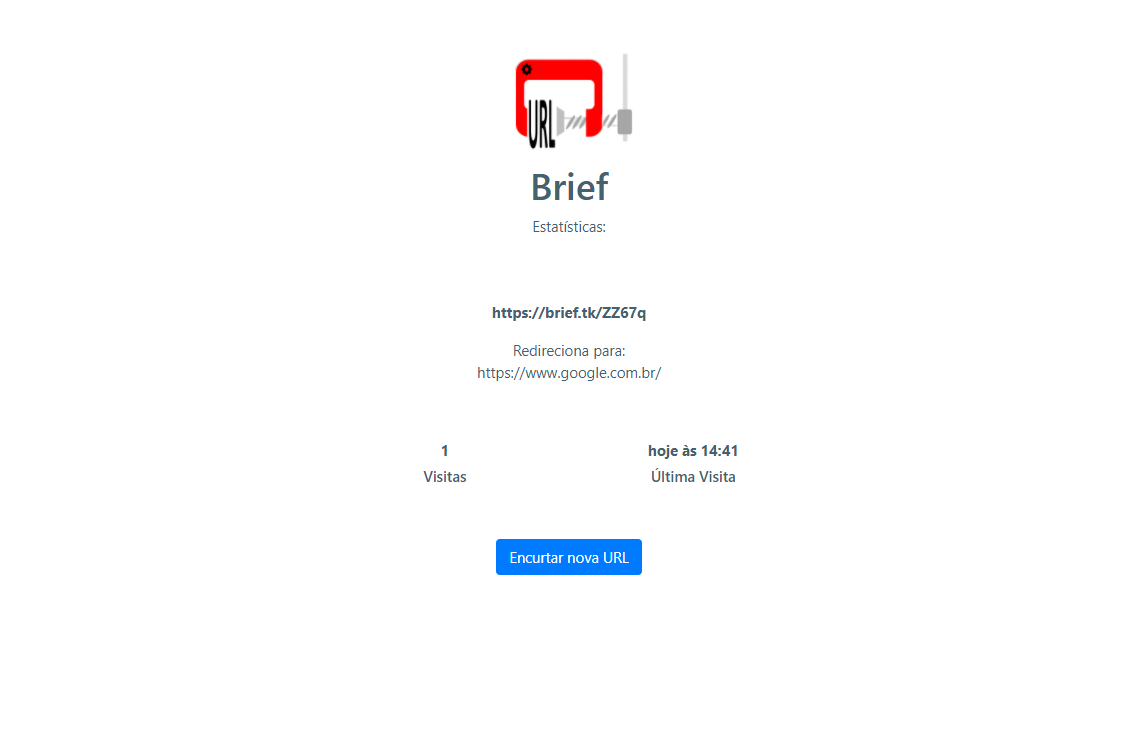 URL
Brief
Estatísticas:
https://brief.tk/ZZ67q
Redireciona para:
https://www.google.com.br/
1
Visitas
hoje às 14:41
Última Visita
Encurtar nova URL